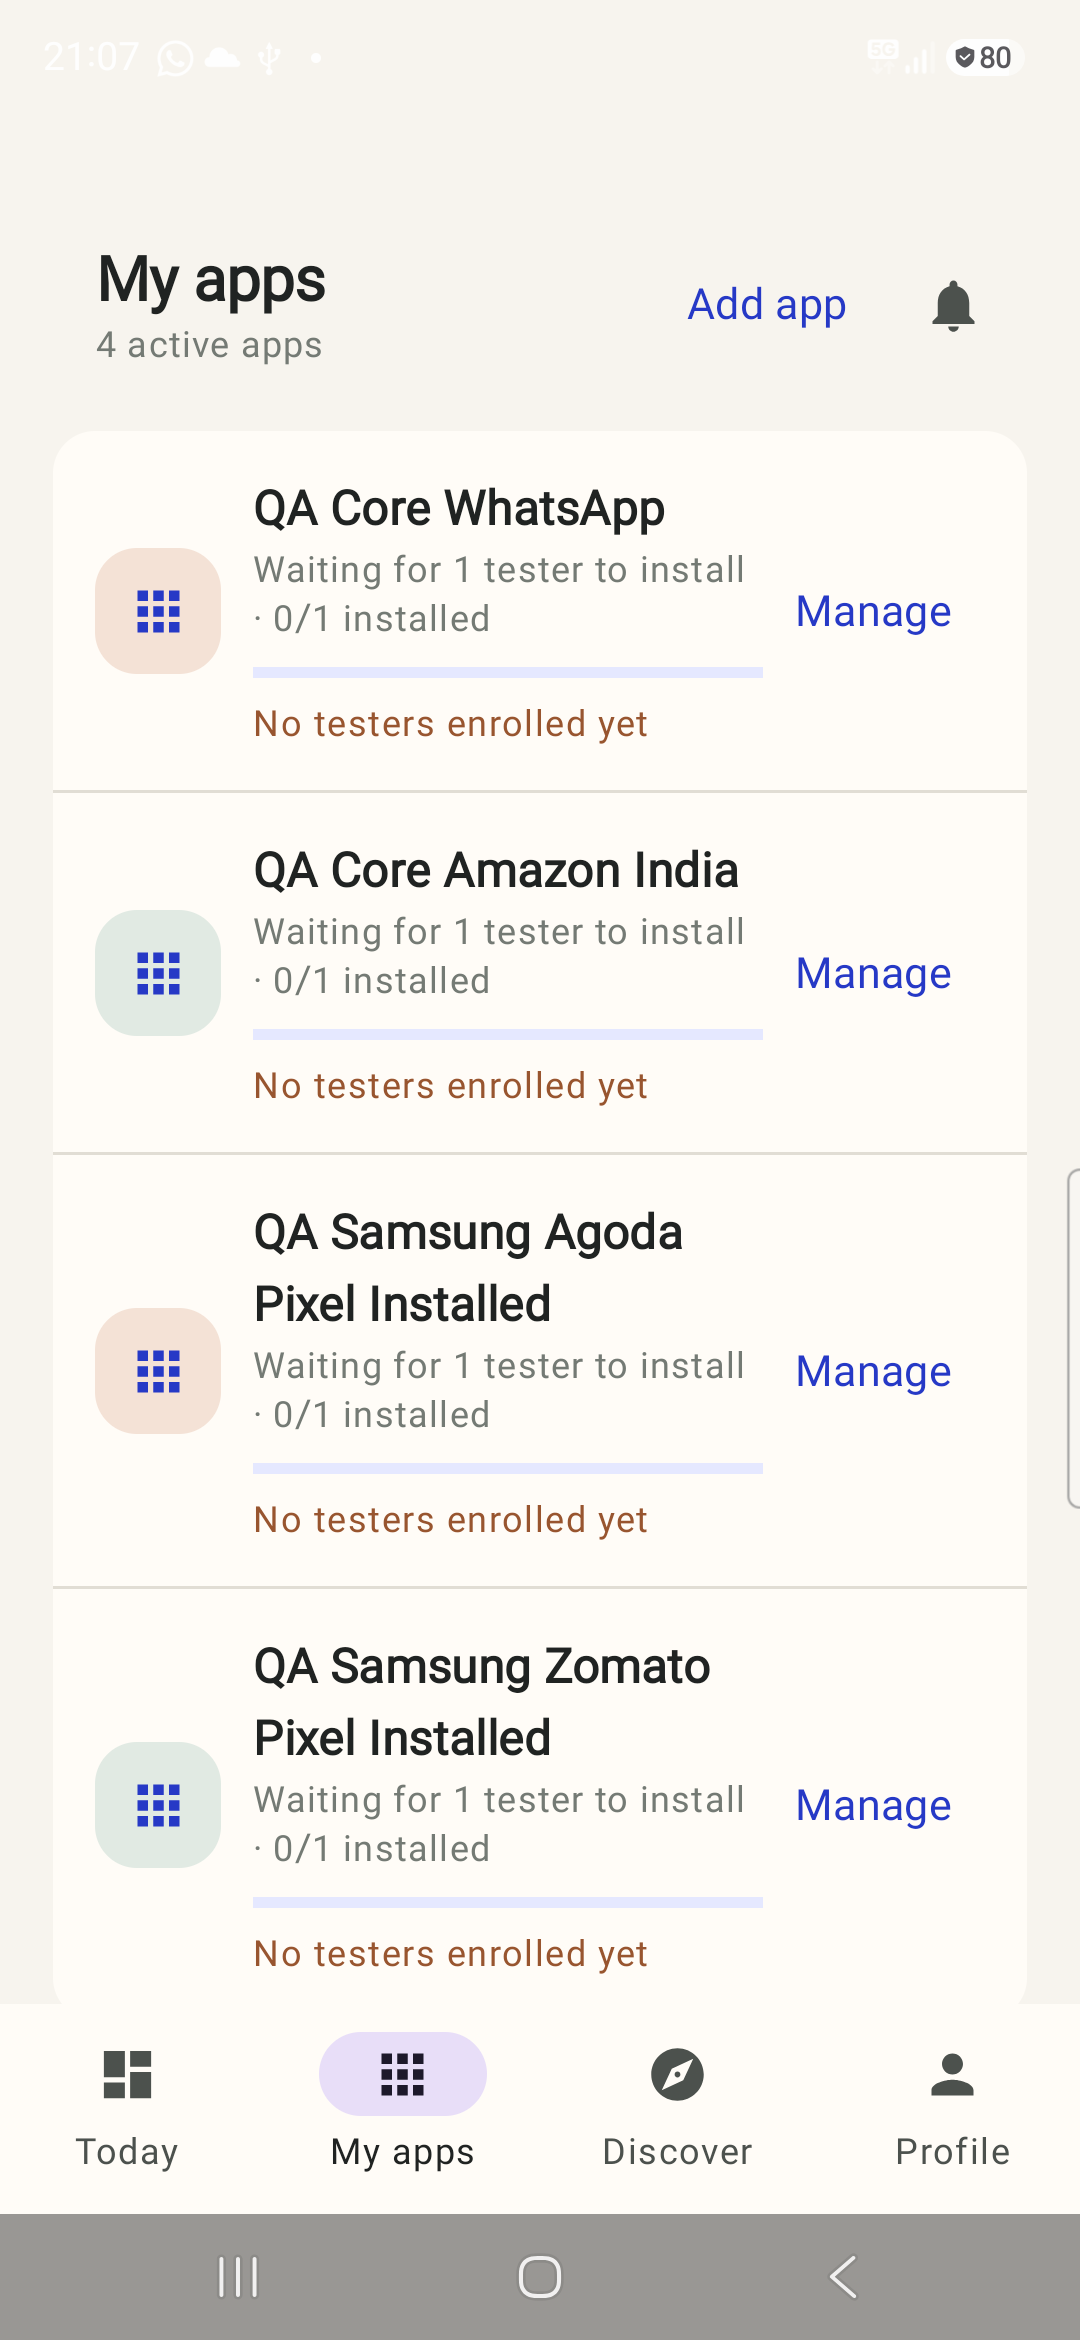 21:07
5G
80
My apps
4 active apps
Add app
QA Core WhatsApp
Waiting for 1 tester to install
· 0/1 installed
Manage
No testers enrolled yet
QA Core Amazon India
Waiting for 1 tester to install
· 0/1 installed
Manage
No testers enrolled yet
QA Samsung Agoda
Pixel Installed
Waiting for 1 tester to install
· 0/1 installed
Manage
No testers enrolled yet
QA Samsung Zomato
Pixel Installed
Waiting for 1 tester to install
· 0/1 installed
Manage
No testers enrolled yet
Today
My apps
Discover
Profile